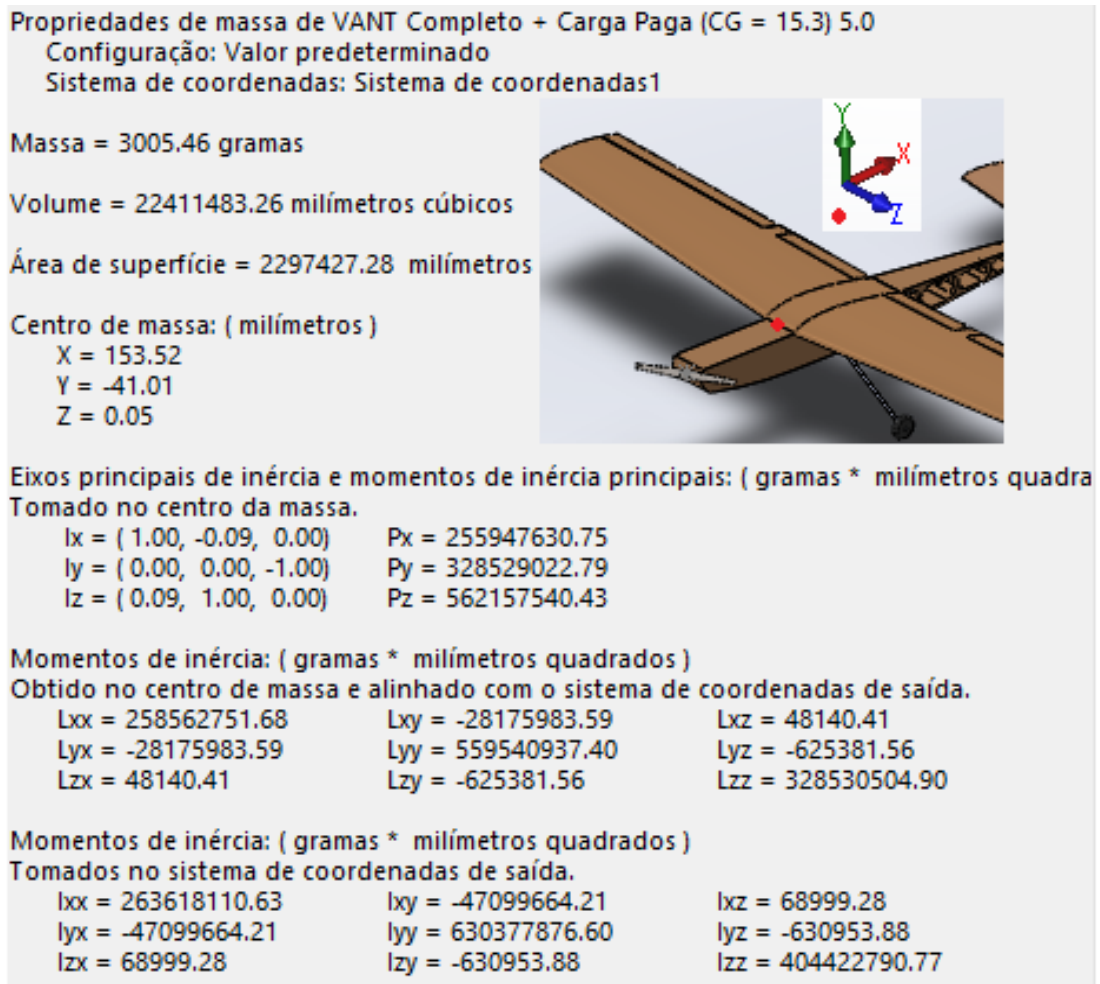 Propriedades de massa de VANT Completo + Carga Paga (CG = 15.3) 5.0
Configuração: Valor predeterminado
Sistema de coordenadas: Sistema de coordenadas1
Massa = 3005.46 gramas
Volume = 22411483.26 milímetros cúbicos
Área de superfície = 2297427.28 milímetros
Centro de massa: ( milímetros )
X = 153.52
Y = -41.01
Z = 0.05
Y
X
Z
Eixos principais de inércia e momentos de inércia principais: ( gramas * milímetros quadra
Tomado no centro da massa.
Ix = ( 1.00, -0.09, 0.00) Px = 255947630.75
Iy = ( 0.00, 0.00, -1.00) Py = 328529022.79
Iz = ( 0.09, 1.00, 0.00) Pz = 562157540.43
Momentos de inércia: ( gramas * milímetros quadrados )
Obtido no centro de massa e alinhado com o sistema de coordenadas de saída.
Lxx = 258562751.68 Lxy = -28175983.59 Lxz = 48140.41
Lyx = -28175983.59 Lyy = 559540937.40 Lyz = -625381.56
Lzx = 48140.41 Lzy = -625381.56 Lzz = 328530504.90
Momentos de inércia: ( gramas * milímetros quadrados )
Tomados no sistema de coordenadas de saída.
Ixx = 263618110.63 Ixy = -47099664.21 Ixz = 68999.28
Iyx = -47099664.21 Iyy = 630377876.60 Iyz = -630953.88
Izx = 68999.28 Izy = -630953.88 Izz = 404422790.77